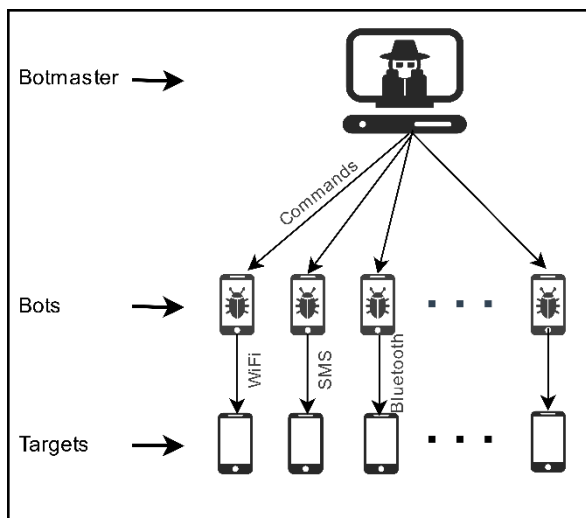 Botmaster
Commands
Bots
WiFi
SMS
Bluetooth
Targets